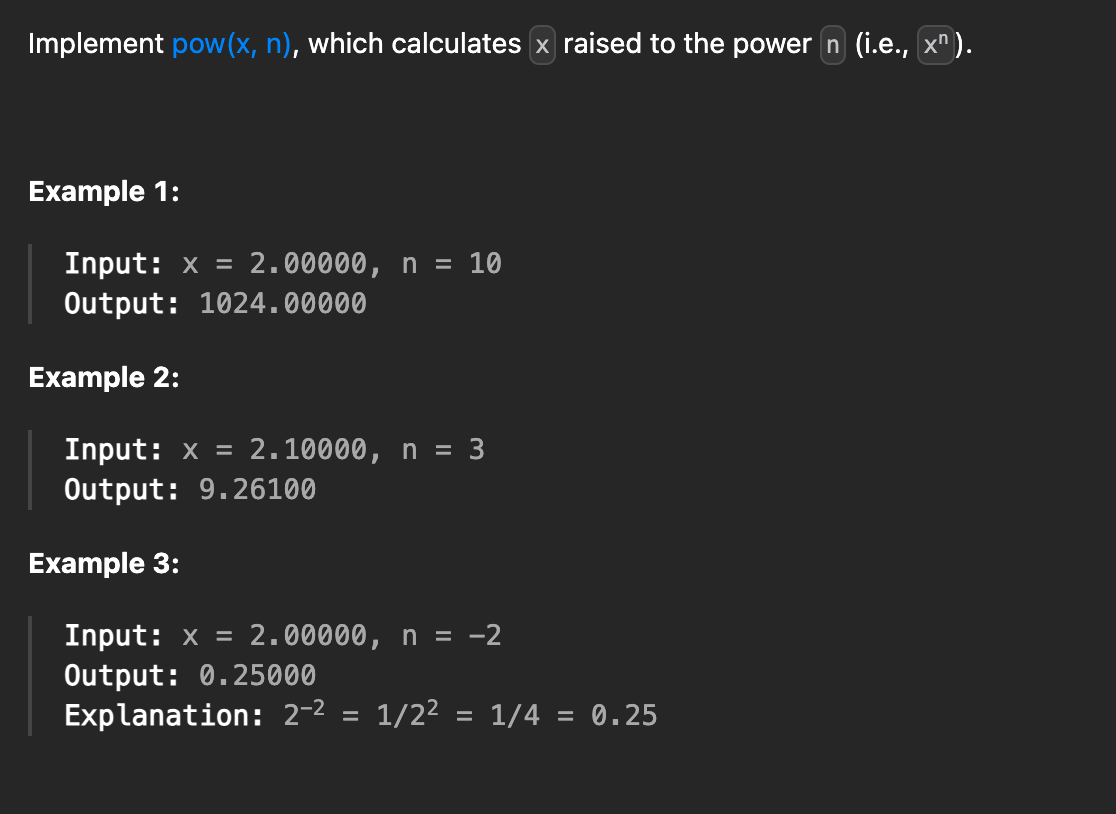 Implement pow(x, n), which calculates x raised to the power n (i.e., xⁿ).
Example 1:
Input: x = 2.00000, n = 10
Output: 1024.00000
Example 2:
Input: x = 2.10000, n = 3
Output: 9.26100
Example 3:
Input: x = 2.00000, n = -2
Output: 0.25000
Explanation: 2⁻² = 1/2² = 1/4 = 0.25